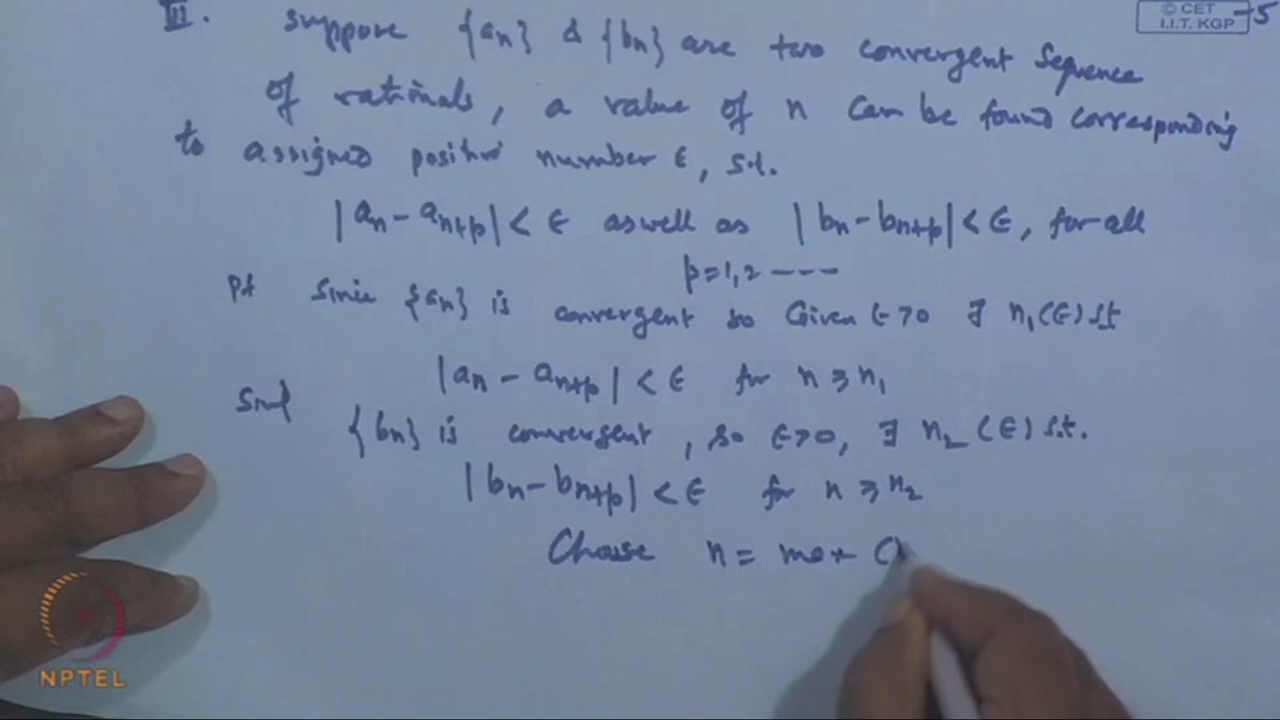 © CET
I.I.T. KGP
-5
III. Suppose {an} & {bn} are two convergent Sequence
of rationals, a value of n can be found corresponding
to assigned positive number ε, s.t.
|an - an+p| < ε as well as |bn - bn+p| < ε, for all
p=1,2 ----
Pf Since {an} is convergent so Given ε>0 ∃ n1(ε) st
|an - an+p| < ε for n ≥ n1
{bn} is convergent, so ε>0, ∃ n2(ε) s.t.
|bn - bn+p| < ε for n ≥ n2
Choose n = max (
NPTEL